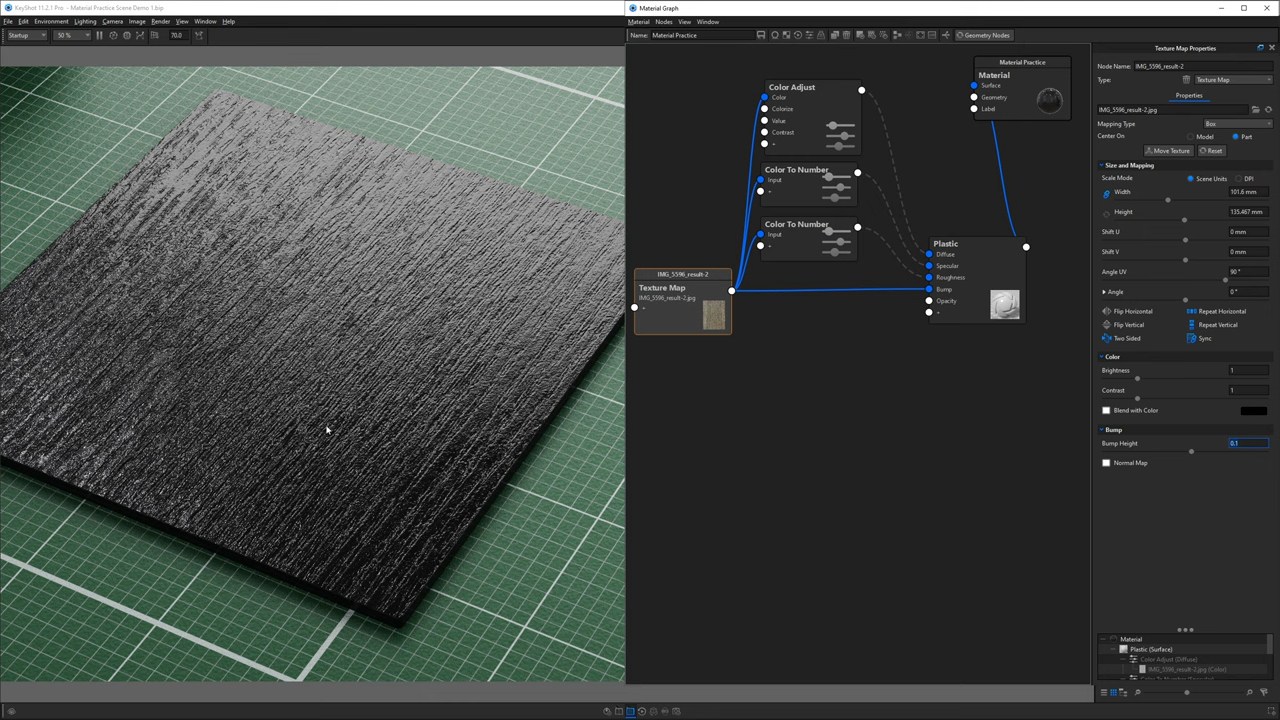 KeyShot 11.2.1 Pro - Material Practice Scene Demo 1.bip
Edit Environment Lighting Camera Image Render View Window Help
Startup 50 % 70.0
Material Graph
Material Nodes View Window
Name: Material Practice Geometry Nodes
Color Adjust
Color
Colorize
Value
Contrast
+
Color To Number
Input
+
Color To Number
Input
+
IMG_5596_result-2
Texture Map
IMG_5596_result-2.jpg
+
Material Practice
Material
Surface
Geometry
Label
Plastic
Diffuse
Specular
Roughness
Bump
Opacity
+
Texture Map Properties
Node Name: IMG_5596_result-2
Type: Texture Map
Properties
IMG_5596_result-2.jpg
Mapping Type Box
Center On Model Part
Move Texture Reset
Size and Mapping
Scale Mode Scene Units DPI
Width 101.6 mm
Height 135.467 mm
Shift U 0 mm
Shift V 0 mm
Angle UV 90 °
Angle 0 °
Flip Horizontal Repeat Horizontal
Flip Vertical Repeat Vertical
Two Sided Sync
Color
Brightness 1
Contrast 1
Blend with Color
Bump
Bump Height 0.1
Normal Map
Material
Plastic (Surface)
Color Adjust (Diffuse)
IMG_5596_result-2.jpg (Color)